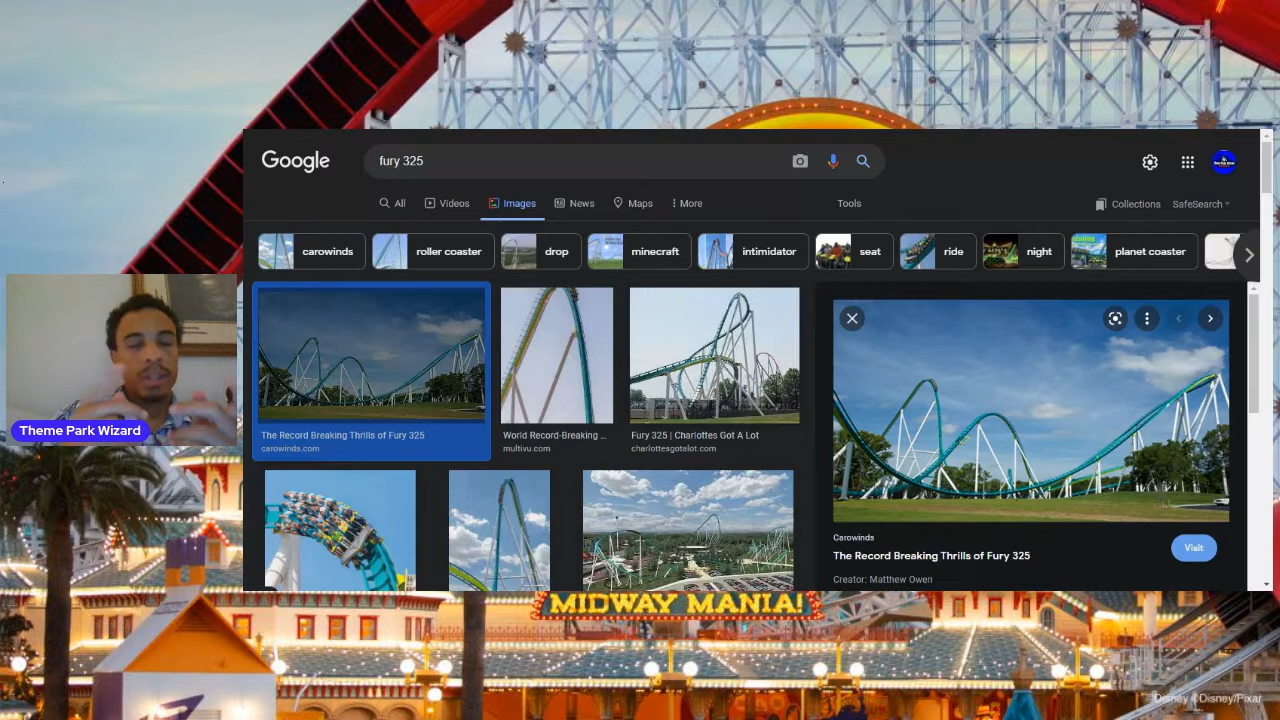 Google
fury 325
All
Videos
Images
News
Maps
More
Tools
Collections
SafeSearch
carowinds
roller coaster
drop
minecraft
intimidator
seat
ride
night
planet coaster
The Record Breaking Thrills of Fury 325
carowinds.com
World Record-Breaking ...
multivu.com
Fury 325 | Charlottes Got A Lot
charlottesgotalot.com
Carowinds
The Record Breaking Thrills of Fury 325
Visit
Creator: Matthew Owen
Theme Park Wizard
MIDWAY MANIA!
©Disney ©Disney/Pixar